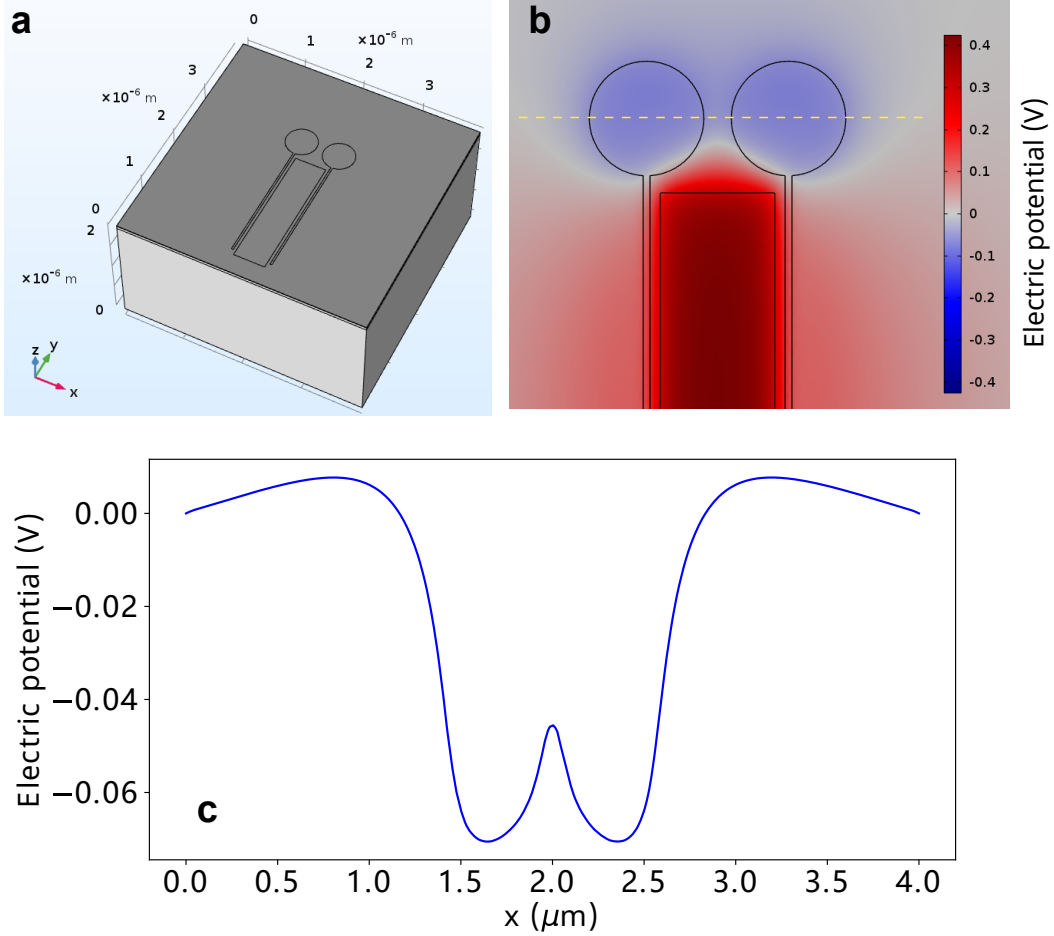 a
0
1
×10⁻⁶ m
2
3
3
×10⁻⁶ m
2
1
0
2
×10⁻⁶ m
0
z
y
x
b
0.4
0.3
0.2
0.1
0
-0.1
-0.2
-0.3
-0.4
Electric potential (V)
c
Electric potential (V)
0.00
−0.02
−0.04
−0.06
0.0 0.5 1.0 1.5 2.0 2.5 3.0 3.5 4.0
x (μm)